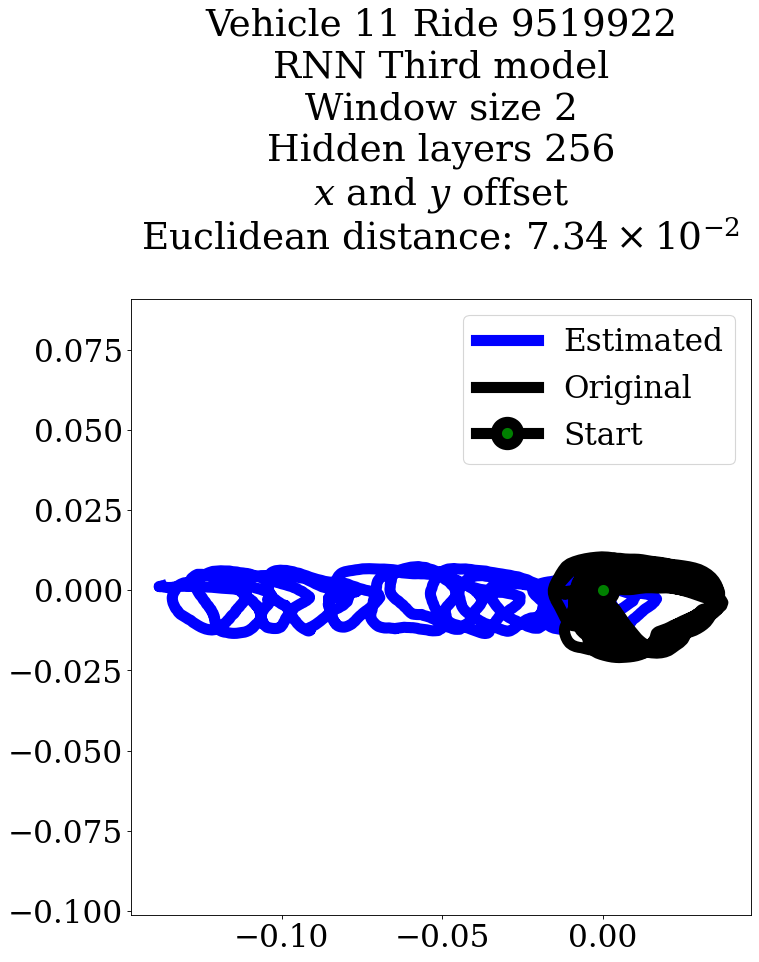 Vehicle 11 Ride 9519922
RNN Third model
Window size 2
Hidden layers 256
x and y offset
Euclidean distance: 7.34 × 10⁻²
Estimated
Original
Start
0.075
0.050
0.025
0.000
−0.025
−0.050
−0.075
−0.100
−0.10
−0.05
0.00